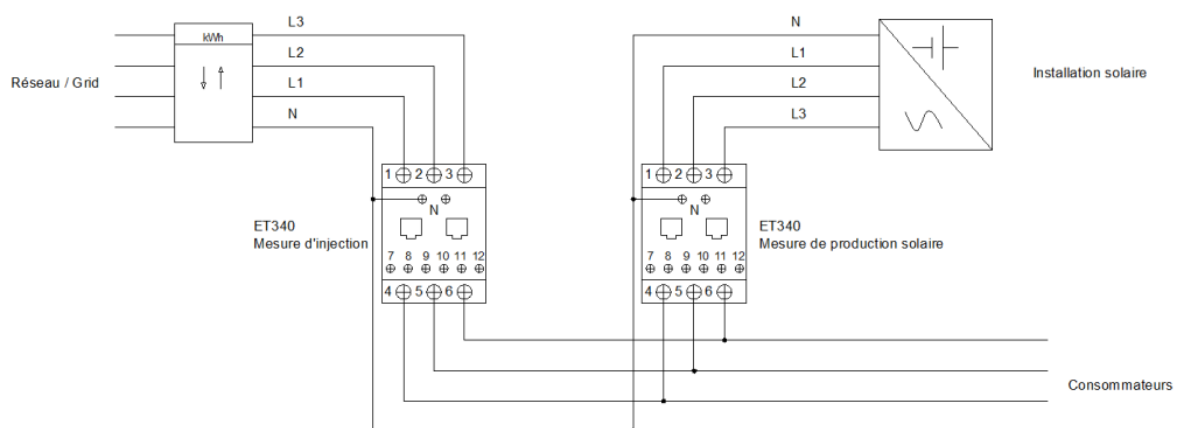 L3
kWh
L2
Réseau / Grid
L1
N
1 2 3
N
ET340
Mesure d'injection
7 8 9 10 11 12
4 5 6
N
L1
L2
L3
Installation solaire
1 2 3
N
ET340
Mesure de production solaire
7 8 9 10 11 12
4 5 6
Consommateurs